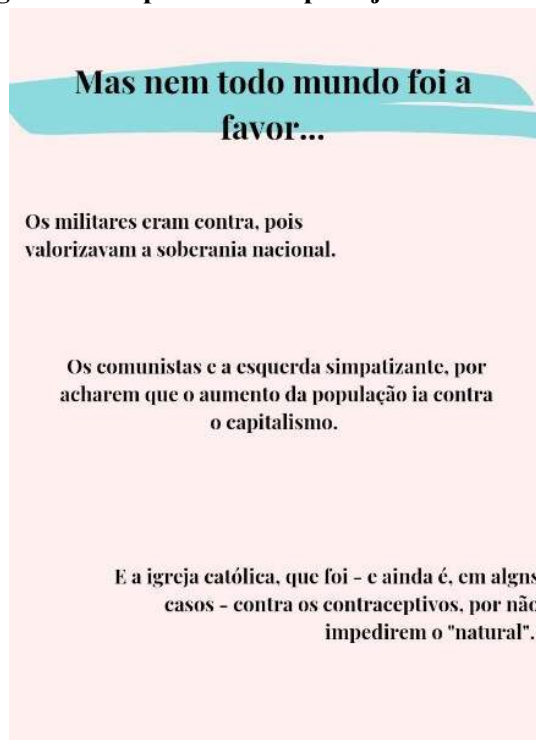 Mas nem todo mundo foi a
favor...
Os militares eram contra, pois
valorizavam a soberania nacional.
Os comunistas e a esquerda simpatizante, por
acharem que o aumento da população ia contra
o capitalismo.
E a igreja católica, que foi - e ainda é, em algns
casos - contra os contraceptivos, por não
impedirem o "natural".